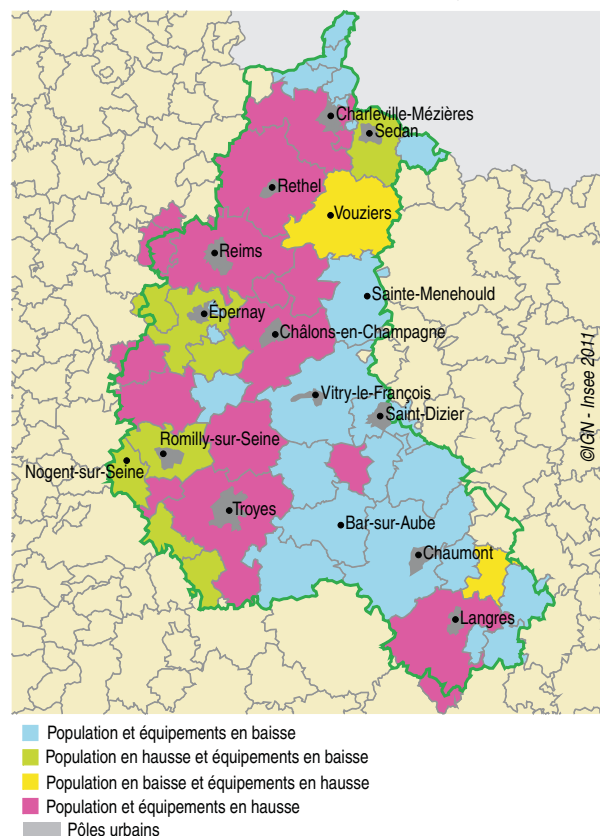 Charleville-Mézières
Sedan
Rethel
Vouziers
Reims
Sainte-Menehould
Épernay
Châlons-en-Champagne
Vitry-le-François
Saint-Dizier
Romilly-sur-Seine
Nogent-sur-Seine
Troyes
Bar-sur-Aube
Chaumont
Langres
©IGN - Insee 2011
Population et équipements en baisse
Population en hausse et équipements en baisse
Population en baisse et équipements en hausse
Population et équipements en hausse
Pôles urbains